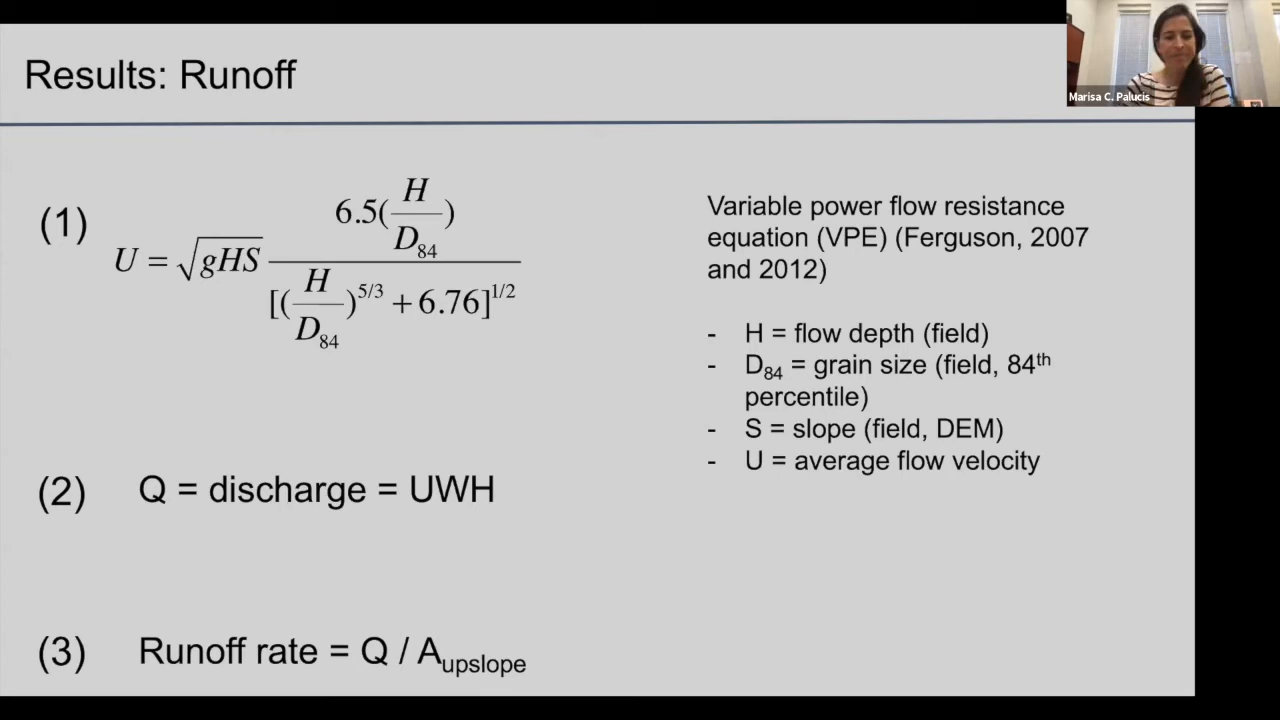 Results: Runoff
Marisa C. Palucis
(1)
U = √gHS 6.5(H/D84) / [(H/D84)^5/3 + 6.76]^1/2
Variable power flow resistance
equation (VPE) (Ferguson, 2007
and 2012)
- H = flow depth (field)
- D84 = grain size (field, 84th
percentile)
- S = slope (field, DEM)
- U = average flow velocity
(2) Q = discharge = UWH
(3) Runoff rate = Q / Aupslope